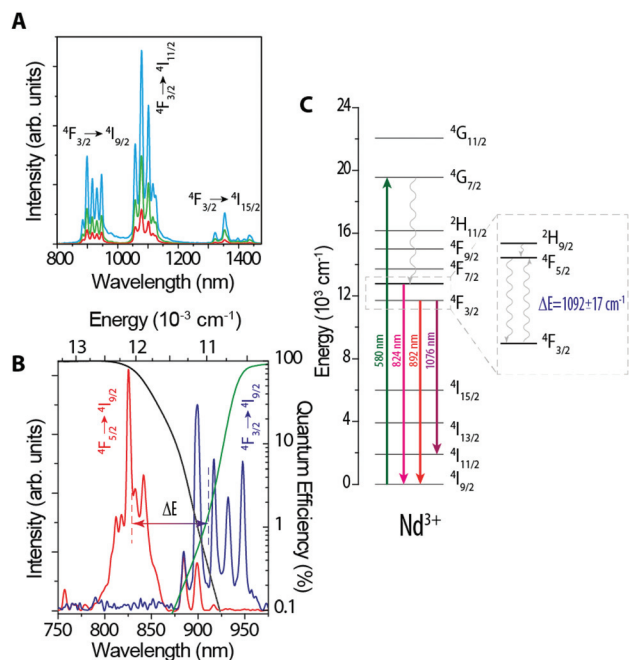 A
Intensity (arb. units)
⁴F₃/₂→⁴I₉/₂
⁴F₃/₂→⁴I₁₁/₂
⁴F₃/₂→⁴I₁₅/₂
800 1000 1200 1400
Wavelength (nm)
Energy (10⁻³ cm⁻¹)
13 12 11
B
Intensity (arb. units)
⁴F₅/₂→⁴I₉/₂
⁴F₃/₂→⁴I₉/₂
ΔE
100
10
1
0.1
Quantum Efficiency (%)
750 800 850 900 950
Wavelength (nm)
C
Energy (10³ cm⁻¹)
24
20
16
12
8
4
0
⁴G₁₁/₂
⁴G₇/₂
²H₁₁/₂
⁴F₉/₂
⁴F₇/₂
⁴F₃/₂
⁴I₁₅/₂
⁴I₁₃/₂
⁴I₁₁/₂
⁴I₉/₂
580 nm
824 nm
892 nm
1076 nm
Nd³⁺
²H₉/₂
⁴F₅/₂
ΔE=1092±17 cm⁻¹
⁴F₃/₂